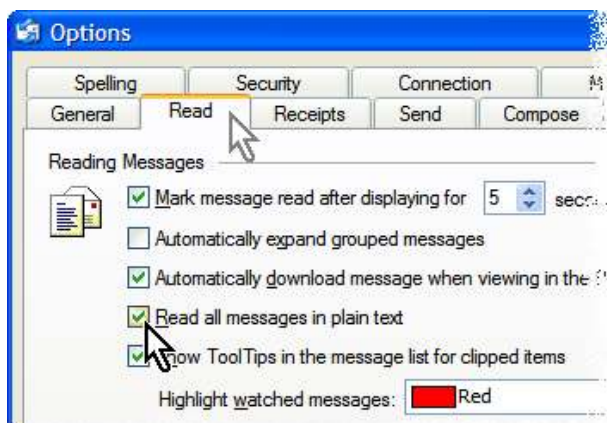 Options
Spelling Security Connection
General Read Receipts Send Compose
Reading Messages
Mark message read after displaying for 5
Automatically expand grouped messages
Automatically download message when viewing in the
Read all messages in plain text
ToolTips in the message list for clipped items
Highlight watched messages: Red